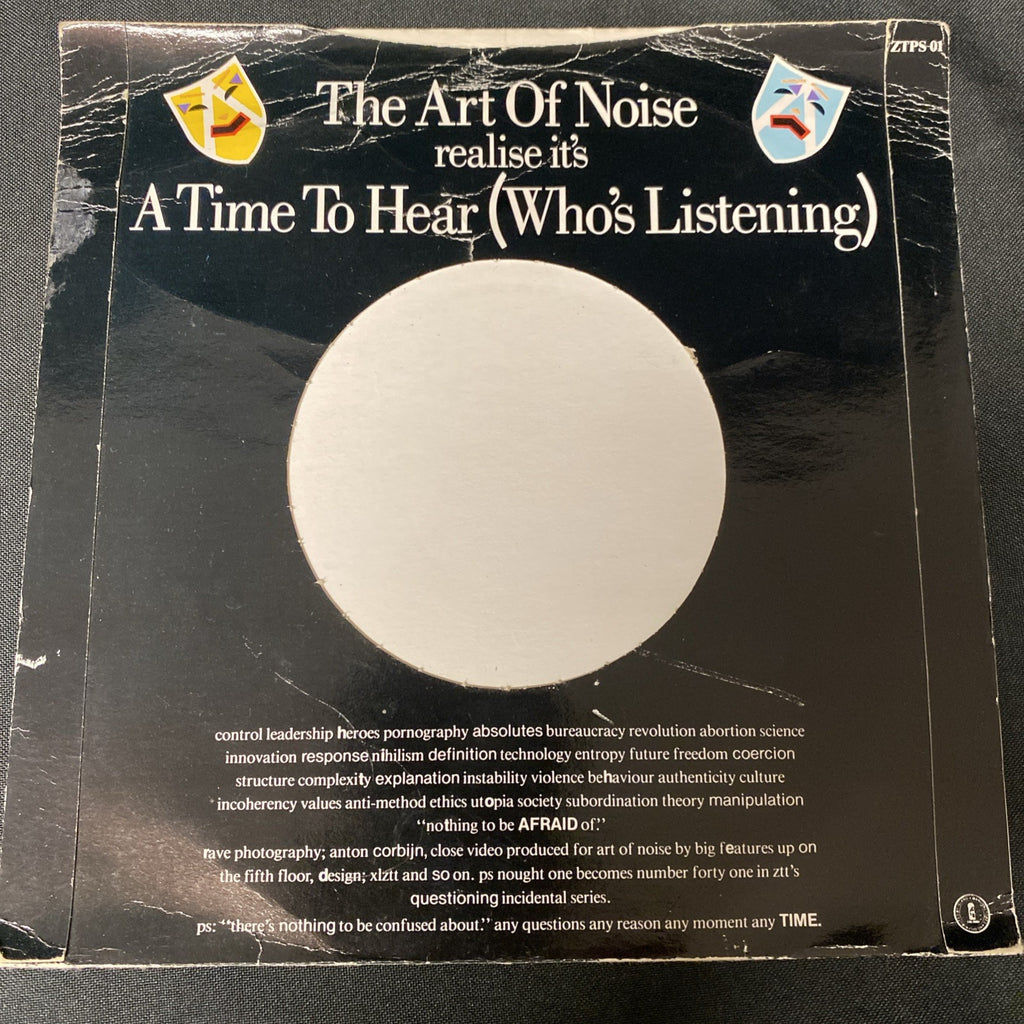 ZTPS-01
The Art Of Noise
realise it's
A Time To Hear (Who's Listening)
control leadership heroes pornography absolutes bureaucracy revolution abortion science
innovation response nihilism definition technology entropy future freedom coercion
structure complexity explanation instability violence behaviour authenticity culture
incoherency values anti-method ethics utopia society subordination theory manipulation
"nothing to be AFRAID of."
rave photography; anton corbijn, close video produced for art of noise by big features up on
the fifth floor, design; xlztt and so on. ps nought one becomes number forty one in ztt's
questioning incidental series.
ps: "there's nothing to be confused about." any questions any reason any moment any TIME.